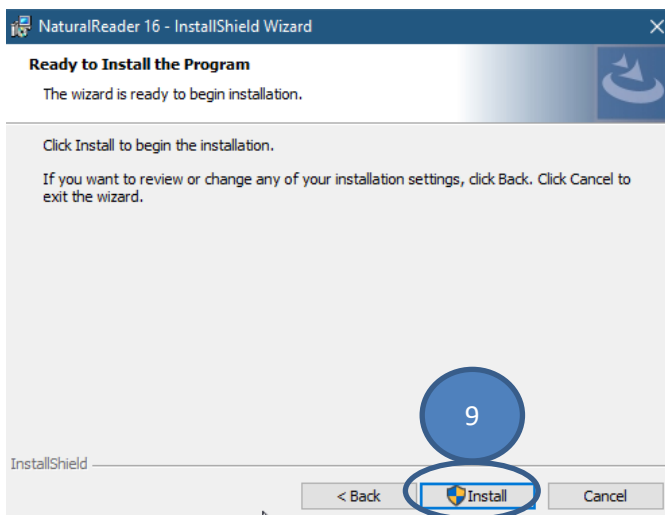 NaturalReader 16 - InstallShield Wizard
Ready to Install the Program
The wizard is ready to begin installation.
Click Install to begin the installation.
If you want to review or change any of your installation settings, click Back. Click Cancel to
exit the wizard.
9
InstallShield
< Back Install Cancel